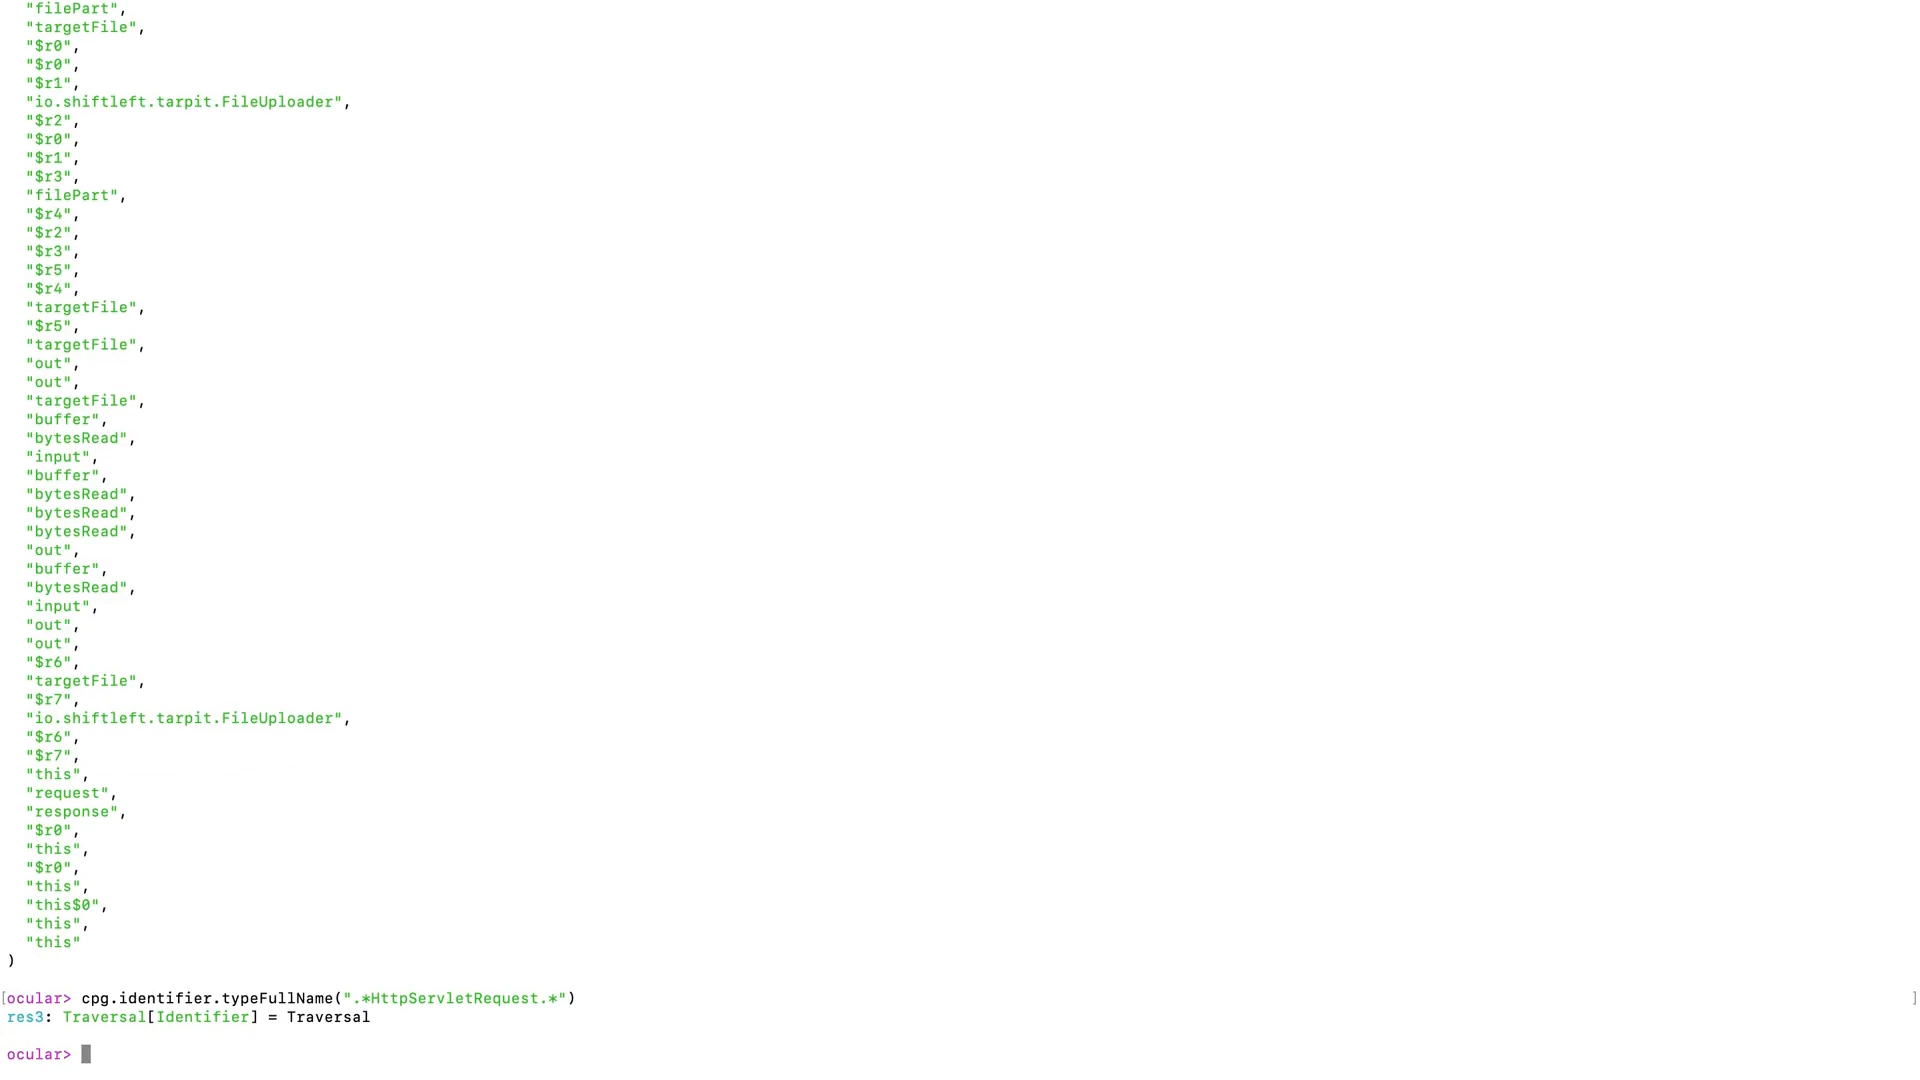 "filePart",
"targetFile",
"$r0",
"$r0",
"$r1",
"io.shiftleft.tarpit.FileUploader",
"$r2",
"$r0",
"$r1",
"$r3",
"filePart",
"$r4",
"$r2",
"$r3",
"$r5",
"$r4",
"targetFile",
"$r5",
"targetFile",
"out",
"out",
"targetFile",
"buffer",
"bytesRead",
"input",
"buffer",
"bytesRead",
"bytesRead",
"bytesRead",
"out",
"buffer",
"bytesRead",
"input",
"out",
"out",
"$r6",
"targetFile",
"$r7",
"io.shiftleft.tarpit.FileUploader",
"$r6",
"$r7",
"this",
"request",
"response",
"$r0",
"this",
"$r0",
"this",
"this$0",
"this",
"this"
)
[ocular> cpg.identifier.typeFullName(".*HttpServletRequest.*") ]
res3: Traversal[Identifier] = Traversal
ocular>